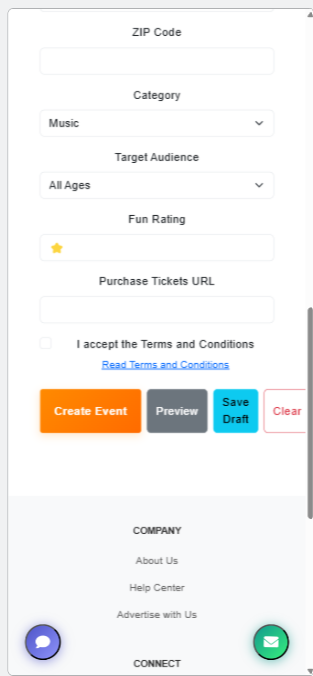 ZIP Code
Category
Music
Target Audience
All Ages
Fun Rating
Purchase Tickets URL
I accept the Terms and Conditions
Read Terms and Conditions
Create Event
Preview
Save
Draft
Clear
COMPANY
About Us
Help Center
Advertise with Us
CONNECT